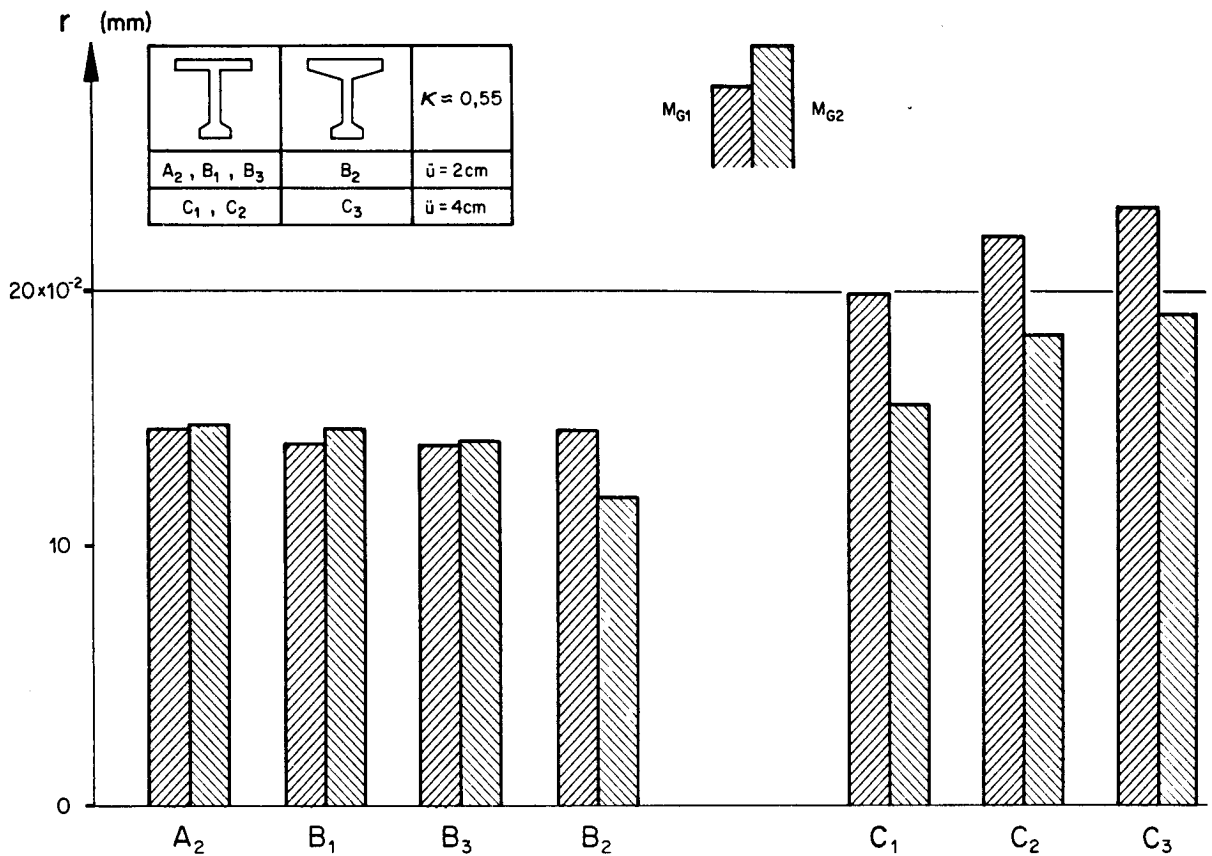 r (mm)
κ ≈ 0,55
A₂ , B₁ , B₃ B₂ ü = 2cm
C₁ , C₂ C₃ ü = 4cm
M_G1 M_G2
20×10⁻²
10
0
A₂ B₁ B₃ B₂ C₁ C₂ C₃